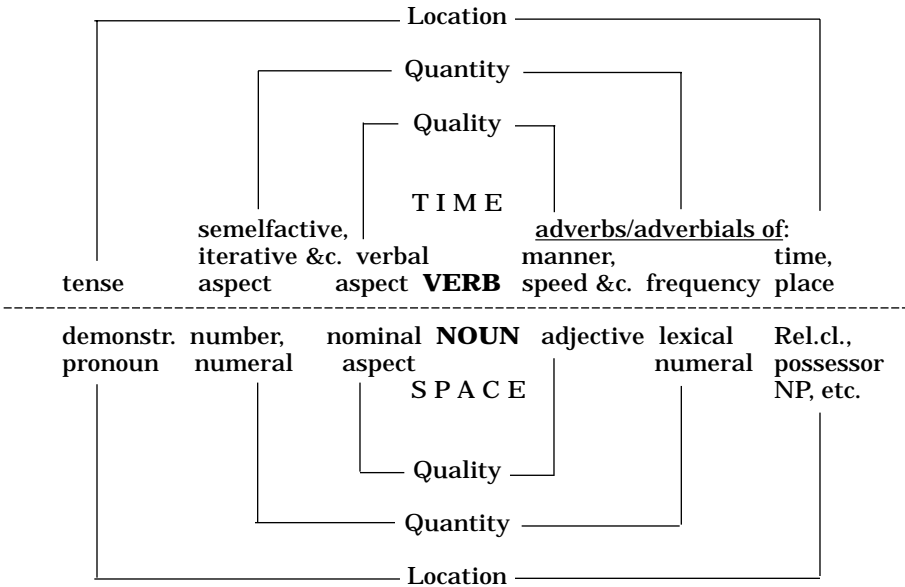 Location
Quantity
Quality
T I M E
semelfactive, adverbs/adverbials of:
iterative &c. verbal manner, time,
tense aspect aspect VERB speed &c. frequency place
demonstr. number, nominal NOUN adjective lexical Rel.cl.,
pronoun numeral aspect numeral possessor
S P A C E NP, etc.
Quality
Quantity
Location